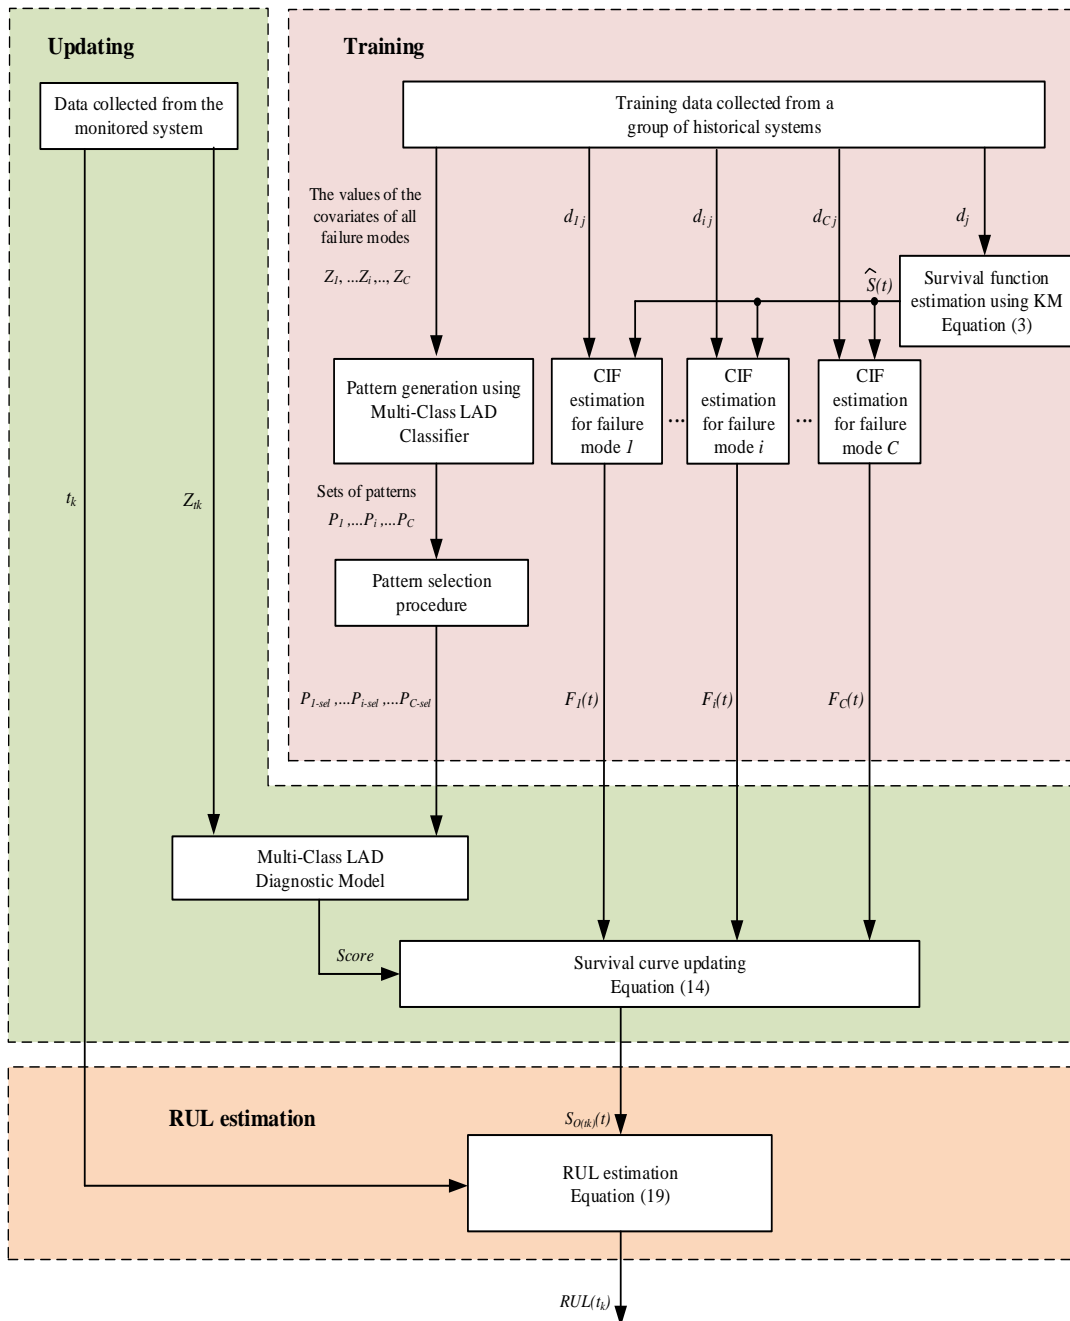 Updating
Training
Data collected from the
monitored system
Training data collected from a
group of historical systems
The values of the
covariates of all
failure modes
Z1, ...Zi,.., ZC
d1 j
di j
dC j
dj
Ŝ(t)
Survival function
estimation using KM
Equation (3)
Pattern generation using
Multi-Class LAD
Classifier
CIF
estimation
for failure
mode 1
...
CIF
estimation
for failure
mode i
...
CIF
estimation
for failure
mode C
tk
Ztk
Sets of patterns
P1 ,...Pi ,...PC
Pattern selection
procedure
P1-sel ,...Pi-sel ,...PC-sel
F1(t)
Fi(t)
FC(t)
Multi-Class LAD
Diagnostic Model
Score
Survival curve updating
Equation (14)
RUL estimation
SO(tk)(t)
RUL estimation
Equation (19)
RUL(tk)